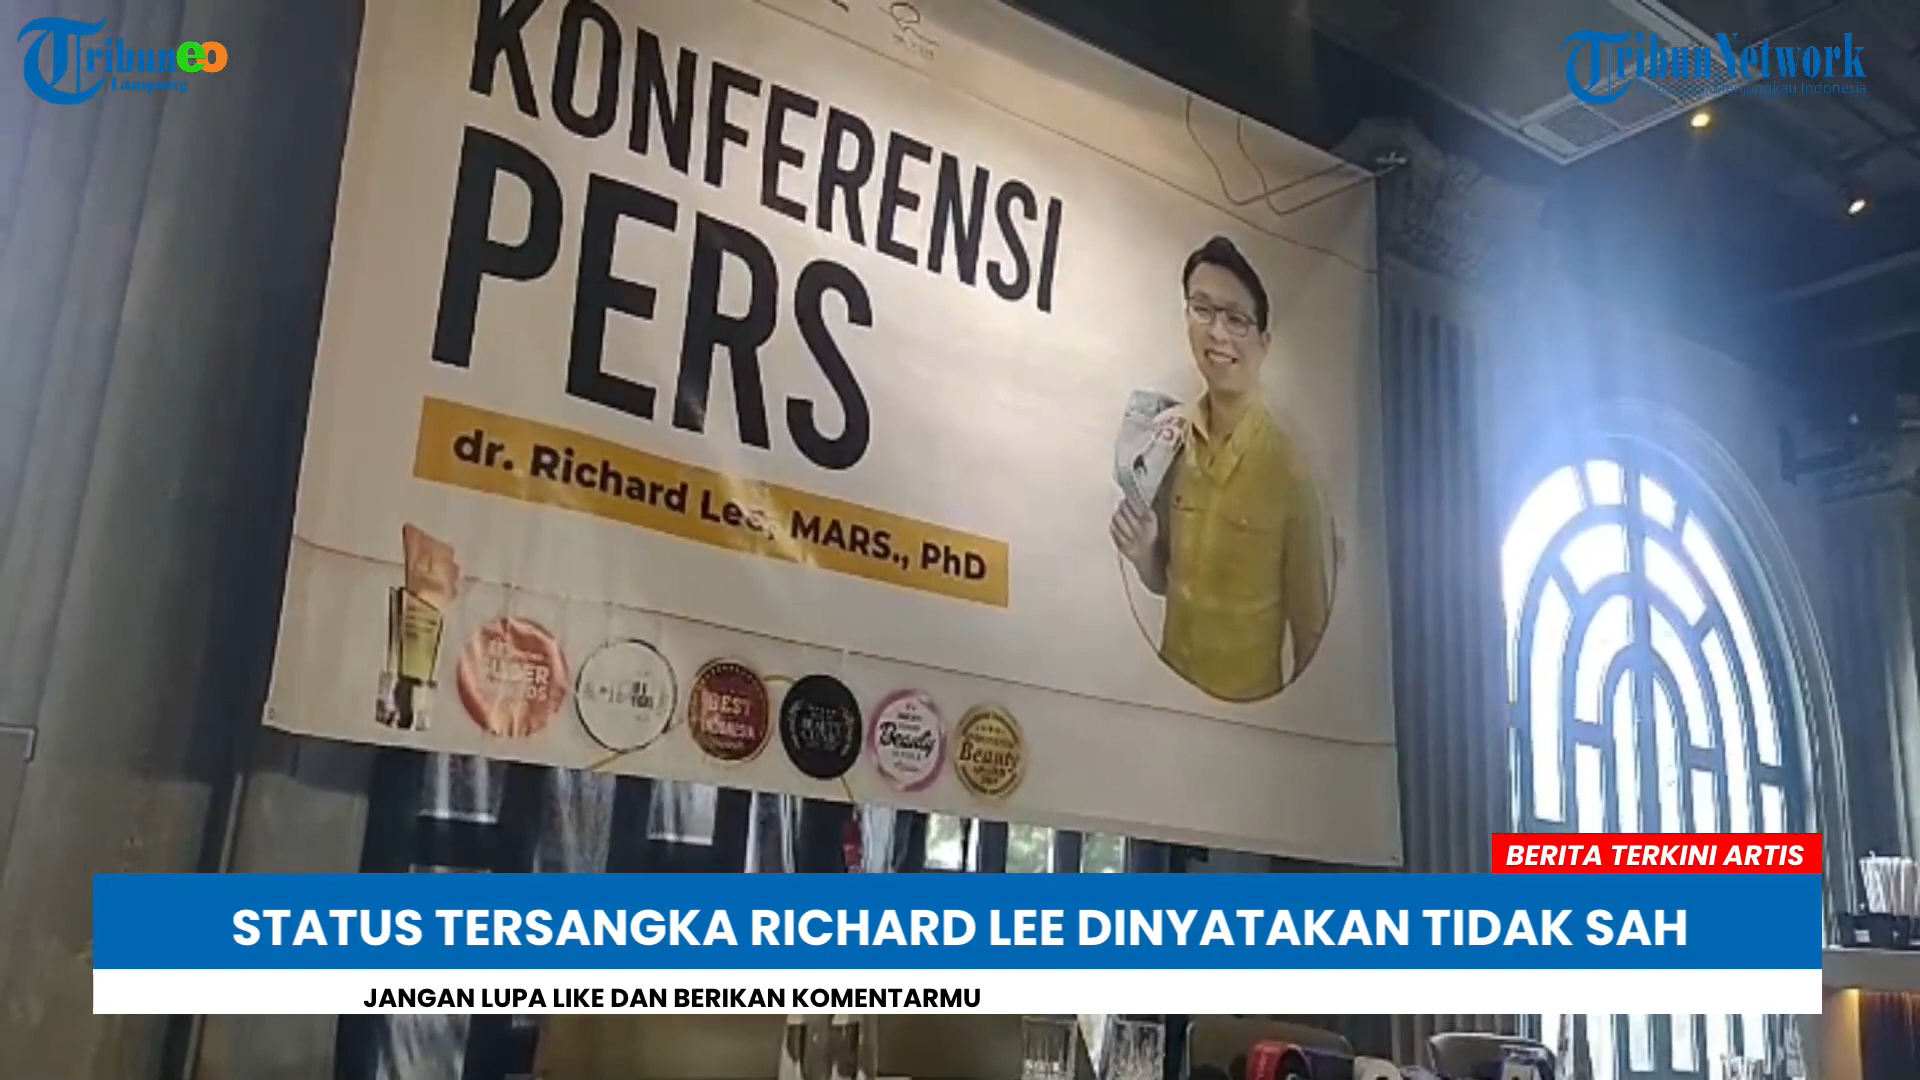 Tribun
Lampung
TribunNetwork
KONFERENSI
PERS
dr. Richard Lee, MARS., PhD
BEST
Beauty
Beauty
BERITA TERKINI ARTIS
STATUS TERSANGKA RICHARD LEE DINYATAKAN TIDAK SAH
JANGAN LUPA LIKE DAN BERIKAN KOMENTARMU